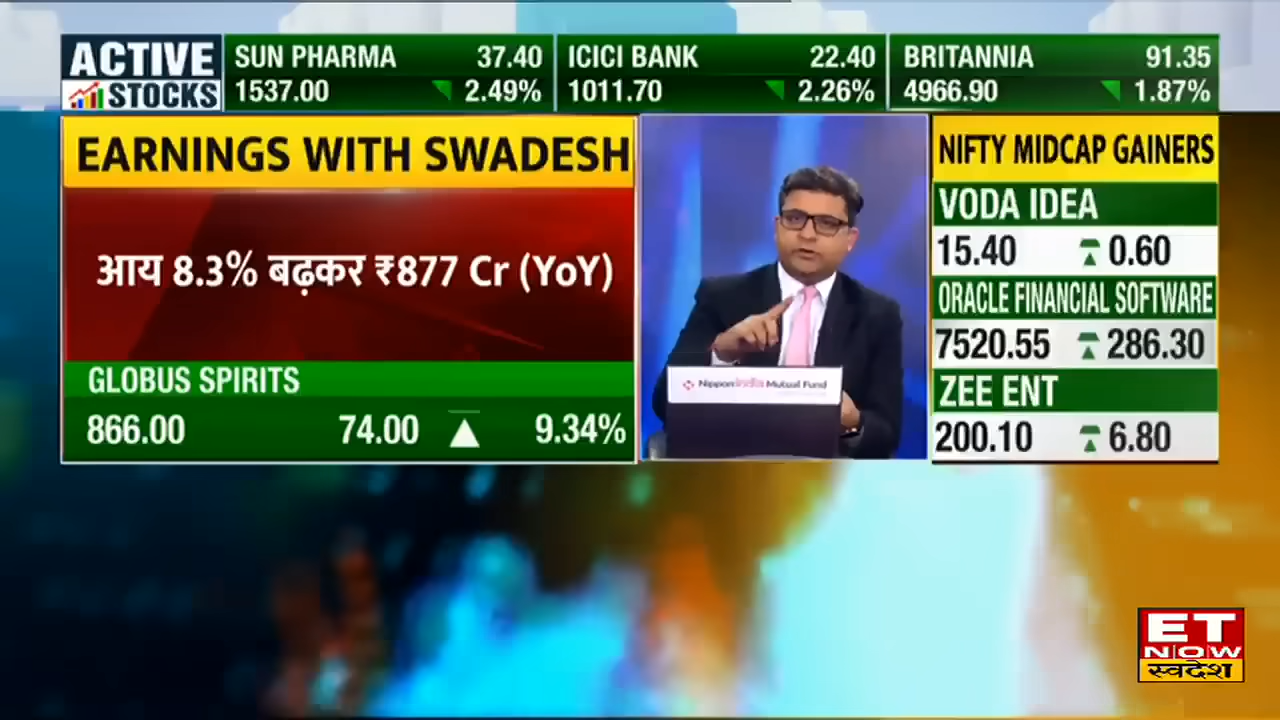 ACTIVE STOCKS
SUN PHARMA 37.40
1537.00 2.49%
ICICI BANK 22.40
1011.70 2.26%
BRITANNIA 91.35
4966.90 1.87%
EARNINGS WITH SWADESH
आय 8.3% बढ़कर ₹877 Cr (YoY)
GLOBUS SPIRITS
866.00 74.00 9.34%
Nippon india Mutual Fund
NIFTY MIDCAP GAINERS
VODA IDEA
15.40 0.60
ORACLE FINANCIAL SOFTWARE
7520.55 286.30
ZEE ENT
200.10 6.80
ET
NOW
स्वदेश